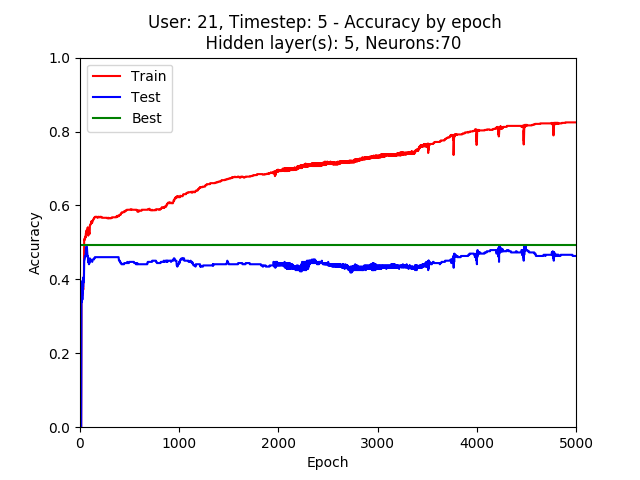 User: 21, Timestep: 5 - Accuracy by epoch
Hidden layer(s): 5, Neurons:70
1.0
Train
Test
Best
0.8
0.6
0.4
0.2
0.0
Accuracy
0 1000 2000 3000 4000 5000
Epoch